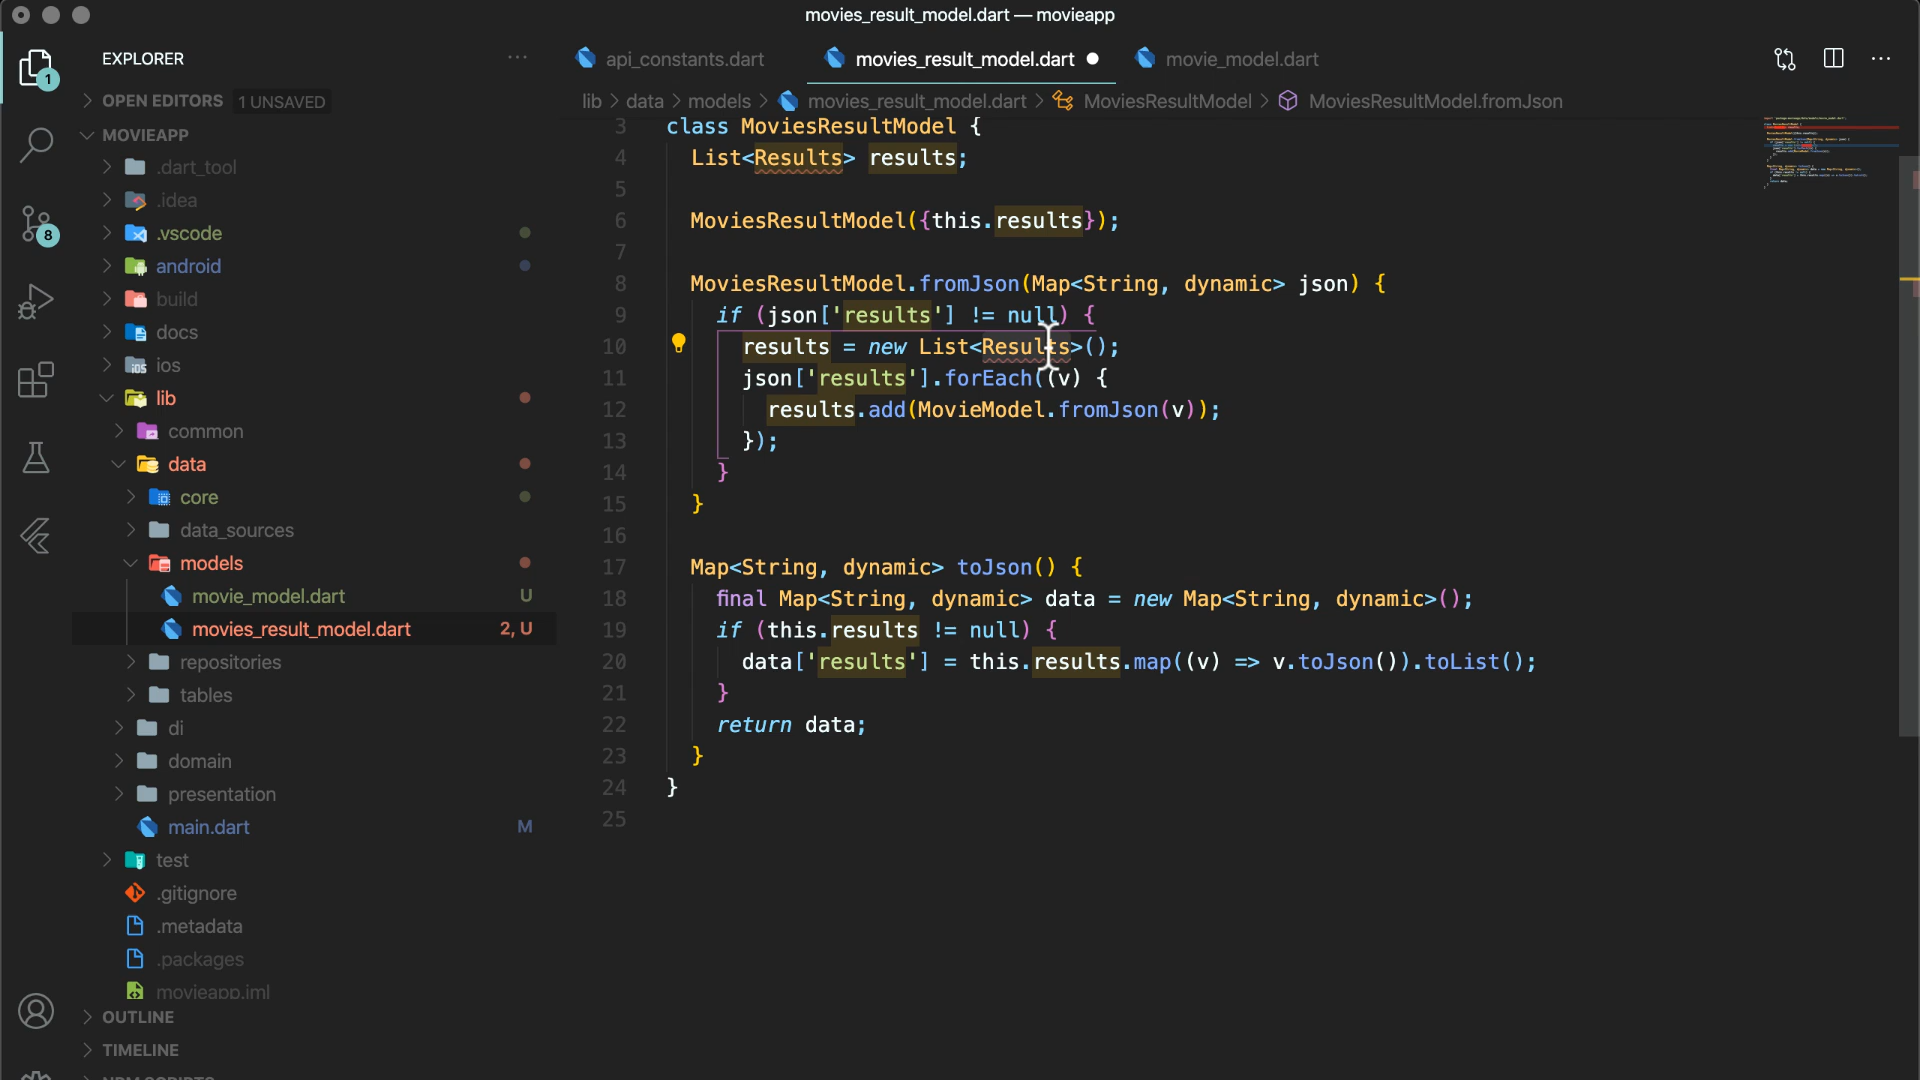 movies_result_model.dart — movieapp
EXPLORER
api_constants.dart
movies_result_model.dart
movie_model.dart
1
OPEN EDITORS 1 UNSAVED
lib > data > models > movies_result_model.dart > MoviesResultModel > MoviesResultModel.fromJson
MOVIEAPP
.dart_tool
.idea
8
.vscode
android
build
docs
ios
lib
common
data
core
data_sources
models
movie_model.dart U
movies_result_model.dart 2, U
repositories
tables
di
domain
presentation
main.dart M
test
.gitignore
.metadata
.packages
movieapp.iml
OUTLINE
TIMELINE
NPM SCRIPTS
3 class MoviesResultModel {
4 List<Results> results;
5
6 MoviesResultModel({this.results});
7
8 MoviesResultModel.fromJson(Map<String, dynamic> json) {
9 if (json['results'] != null) {
10 results = new List<Results>();
11 json['results'].forEach((v) {
12 results.add(MovieModel.fromJson(v));
13 });
14 }
15 }
16
17 Map<String, dynamic> toJson() {
18 final Map<String, dynamic> data = new Map<String, dynamic>();
19 if (this.results != null) {
20 data['results'] = this.results.map((v) => v.toJson()).toList();
21 }
22 return data;
23 }
24 }
25